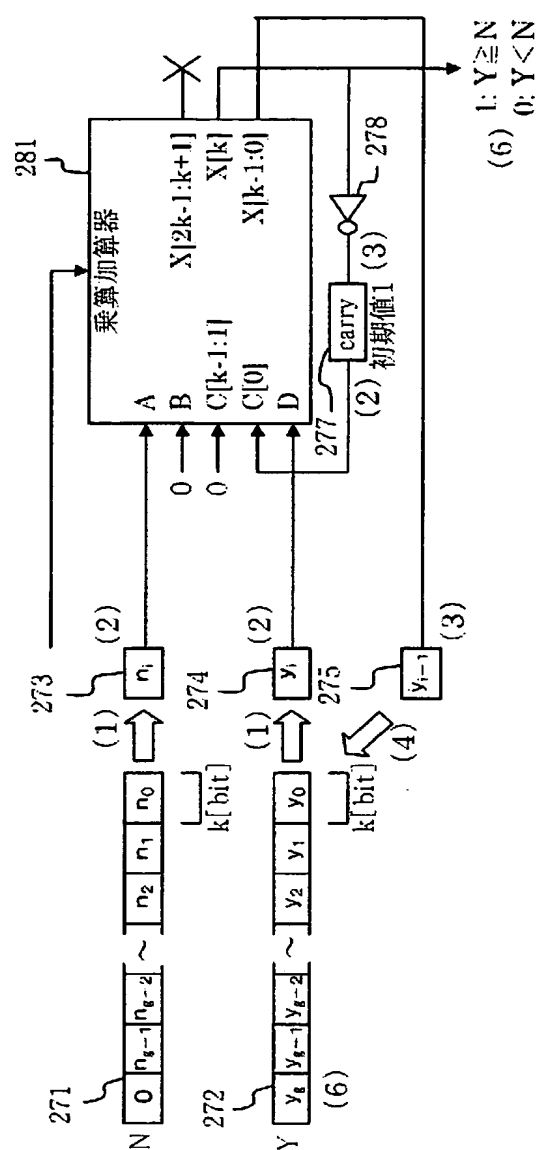 281
乗算加算器
273
(2)
A
B
C[k-1:1]
C[0]
D
X[2k-1:k+1]
X[k]
X[k-1:0]
0
0
277
carry
初期値1
(2)
(3)
278
(6)
1: Y≧N
0: Y<N
271
N
0 n_{g-1} n_{g-2} ~ n_2 n_1 n_0
k[bit]
(1)
n_i
272
Y
y_g y_{g-1} y_{g-2} ~ y_2 y_1 y_0
(6)
k[bit]
(1)
274
y_i
(2)
275
y_{i-1}
(3)
(4)